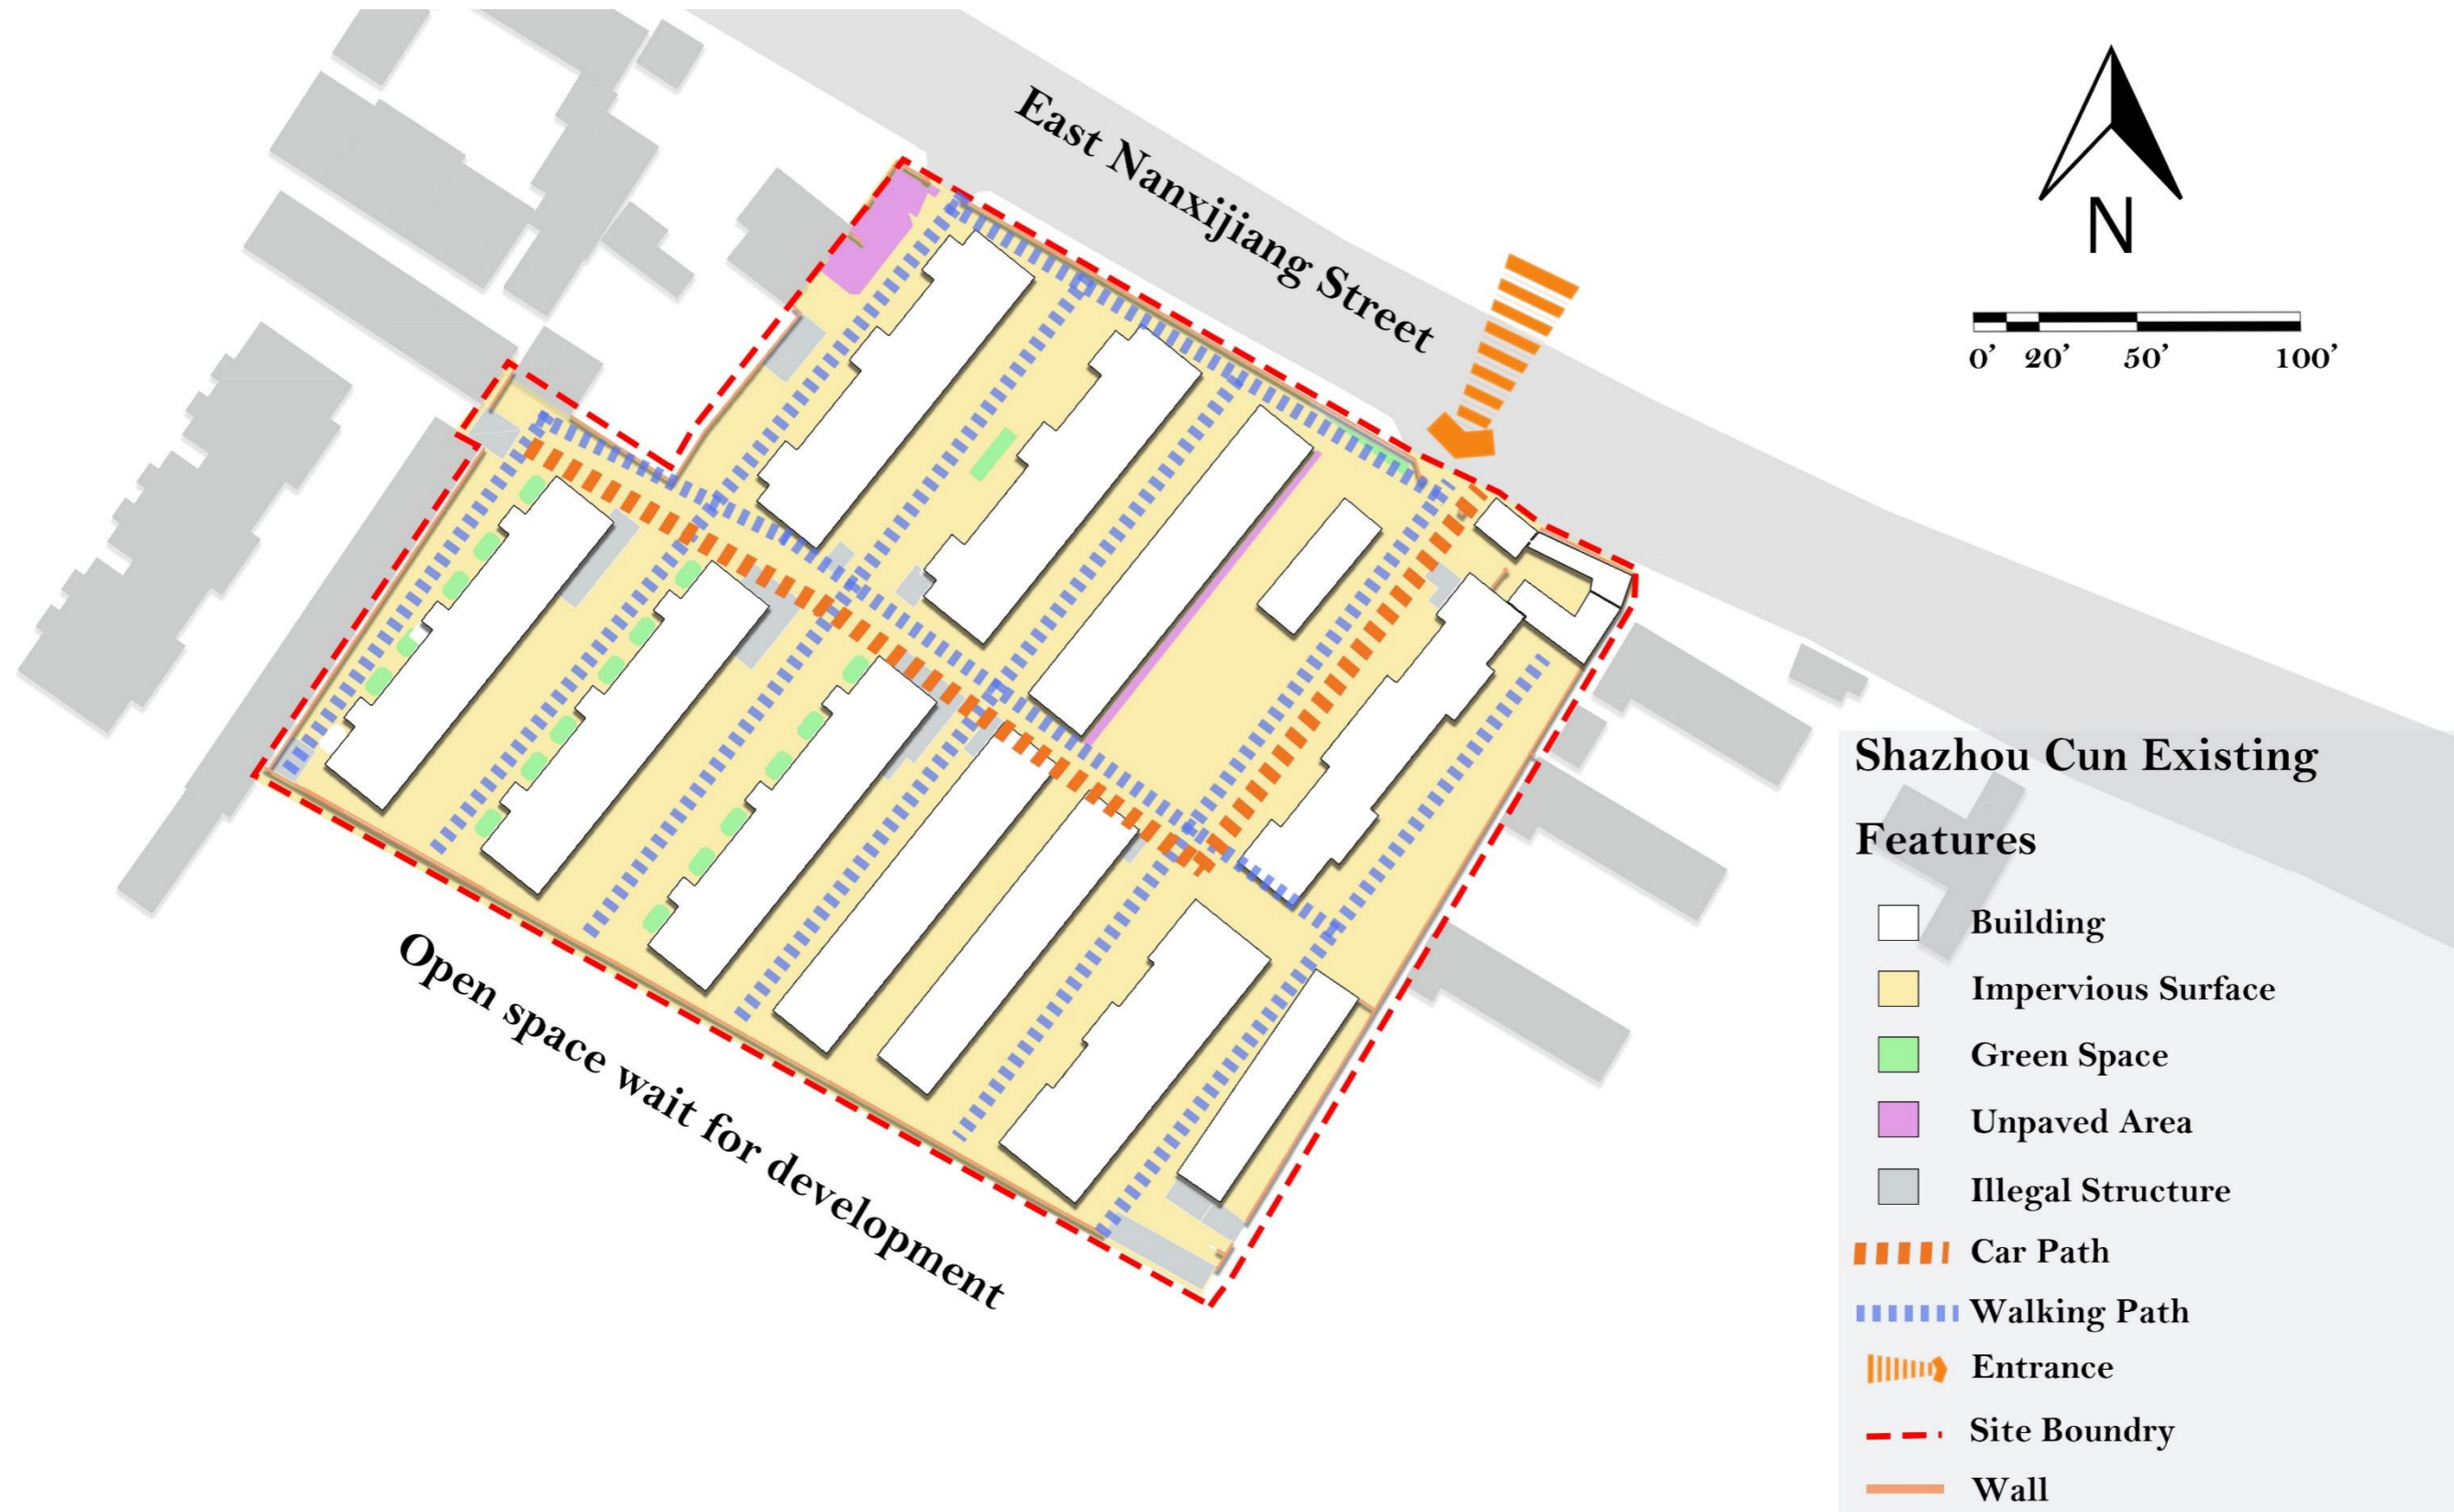 East Nanxijiang Street
N
0' 20' 50' 100'
Open space wait for development
Shazhou Cun Existing
Features
Building
Impervious Surface
Green Space
Unpaved Area
Illegal Structure
Car Path
Walking Path
Entrance
Site Boundry
Wall